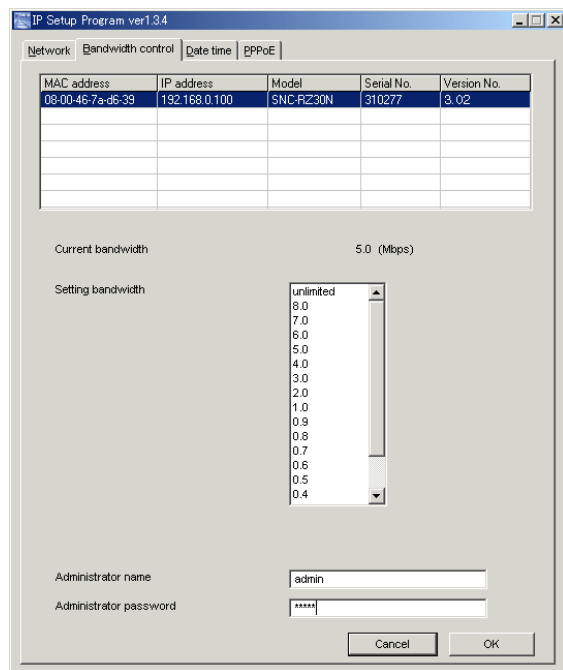 IP Setup Program ver1.3.4
Network Bandwidth control Date time PPPoE
MAC address IP address Model Serial No. Version No.
08-00-46-7a-d6-39 192.168.0.100 SNC-RZ30N 310277 3.02
Current bandwidth 5.0 (Mbps)
Setting bandwidth unlimited
8.0
7.0
6.0
5.0
4.0
3.0
2.0
1.0
0.9
0.8
0.7
0.6
0.5
0.4
Administrator name admin
Administrator password *****
Cancel OK